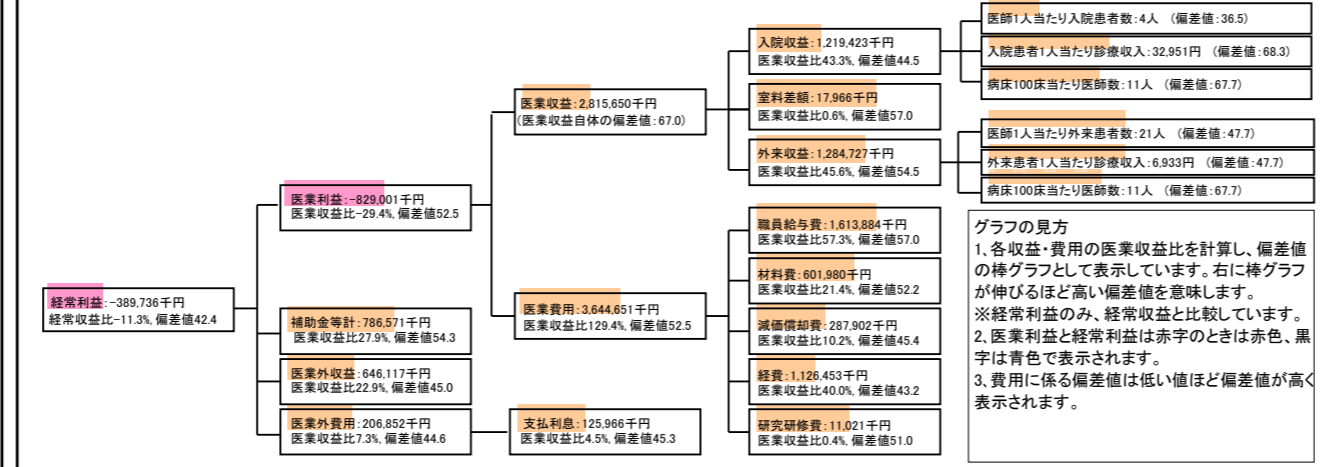 経常利益:-389,736千円
経常収益比-11.3%, 偏差値42.4
医業利益:-829,001千円
医業収益比-29.4%, 偏差値52.5
補助金等計:786,571千円
医業収益比27.9%, 偏差値54.3
医業外収益:646,117千円
医業収益比22.9%, 偏差値45.0
医業外費用:206,852千円
医業収益比7.3%, 偏差値44.6
支払利息:125,966千円
医業収益比4.5%, 偏差値45.3
医業収益:2,815,650千円
(医業収益自体の偏差値:67.0)
医業費用:3,644,651千円
医業収益比129.4%, 偏差値52.5
入院収益:1,219,423千円
医業収益比43.3%, 偏差値44.5
室料差額:17,966千円
医業収益比0.6%, 偏差値57.0
外来収益:1,284,727千円
医業収益比45.6%, 偏差値54.5
職員給与費:1,613,884千円
医業収益比57.3%, 偏差値57.0
材料費:601,980千円
医業収益比21.4%, 偏差値52.2
減価償却費:287,902千円
医業収益比10.2%, 偏差値45.4
経費:1,126,453千円
医業収益比40.0%, 偏差値43.2
研究研修費:11,021千円
医業収益比0.4%, 偏差値51.0
医師1人当たり入院患者数:4人 (偏差値:36.5)
入院患者1人当たり診療収入:32,951円 (偏差値:68.3)
病床100床当たり医師数:11人 (偏差値:67.7)
医師1人当たり外来患者数:21人 (偏差値:47.7)
外来患者1人当たり診療収入:6,933円 (偏差値:47.7)
病床100床当たり医師数:11人 (偏差値:67.7)
グラフの見方
1、各収益・費用の医業収益比を計算し、偏差値
の棒グラフとして表示しています。右に棒グラフ
が伸びるほど高い偏差値を意味します。
※経常利益のみ、経常収益と比較しています。
2、医業利益と経常利益は赤字のときは赤色、黒
字は青色で表示されます。
3、費用に係る偏差値は低い値ほど偏差値が高く
表示されます。